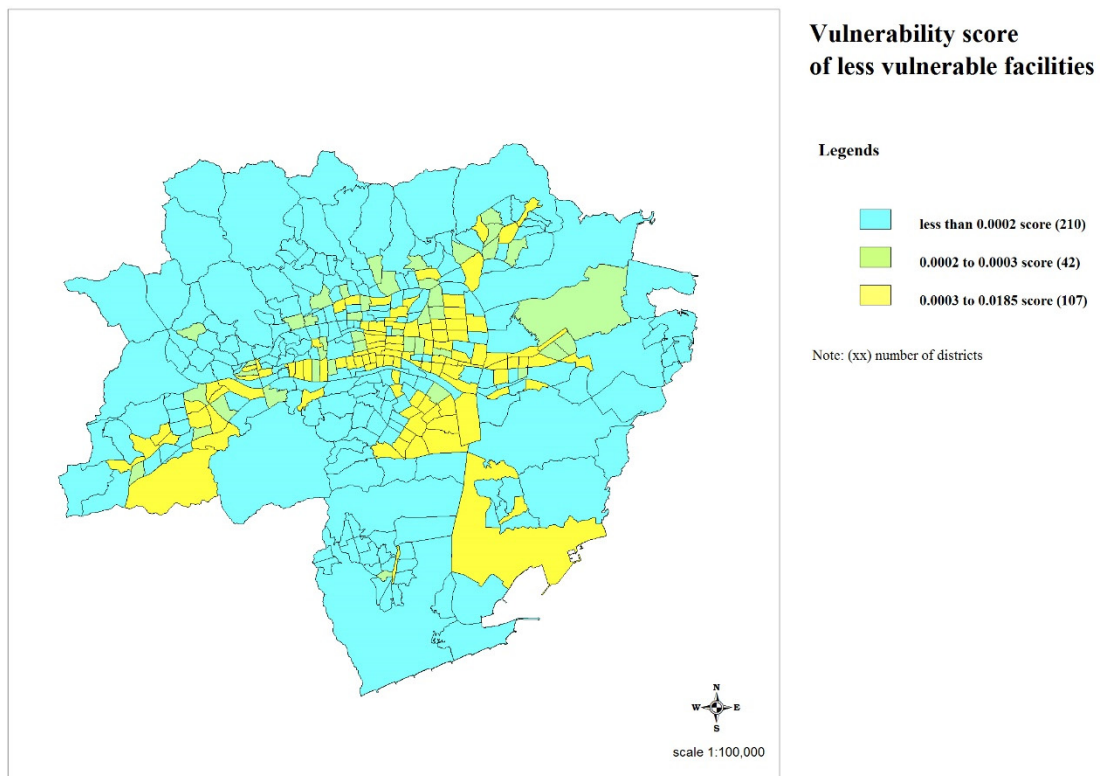 Vulnerability score
of less vulnerable facilities
Legends
less than 0.0002 score (210)
0.0002 to 0.0003 score (42)
0.0003 to 0.0185 score (107)
Note: (xx) number of districts
N
W E
S
scale 1:100,000